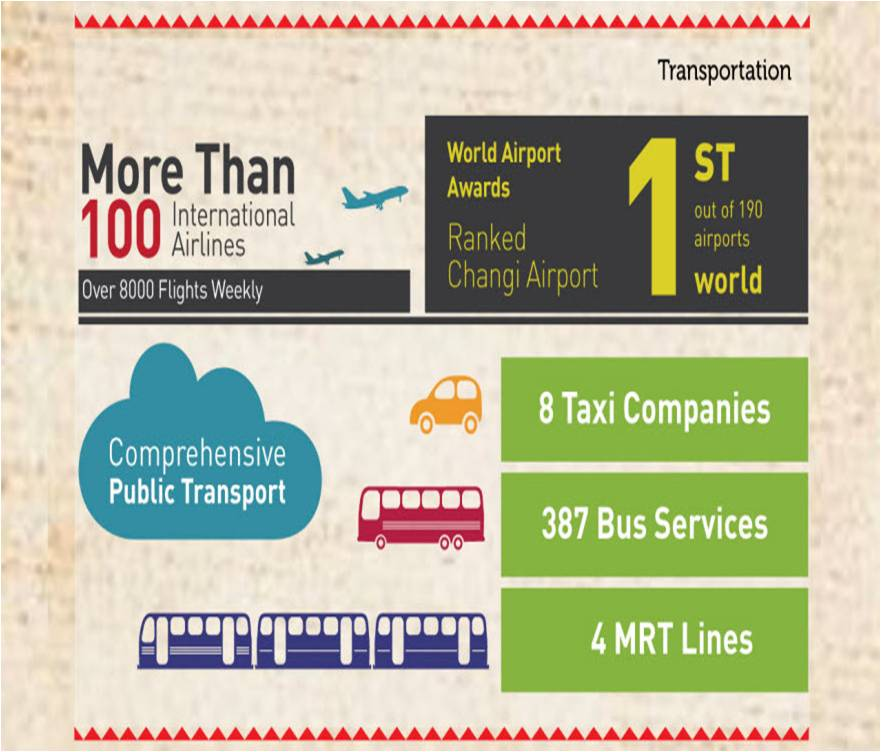 Transportation
More Than
100 International
Airlines
Over 8000 Flights Weekly
World Airport
Awards
Ranked
Changi Airport
1 ST
out of 190
airports
world
Comprehensive
Public Transport
8 Taxi Companies
387 Bus Services
4 MRT Lines